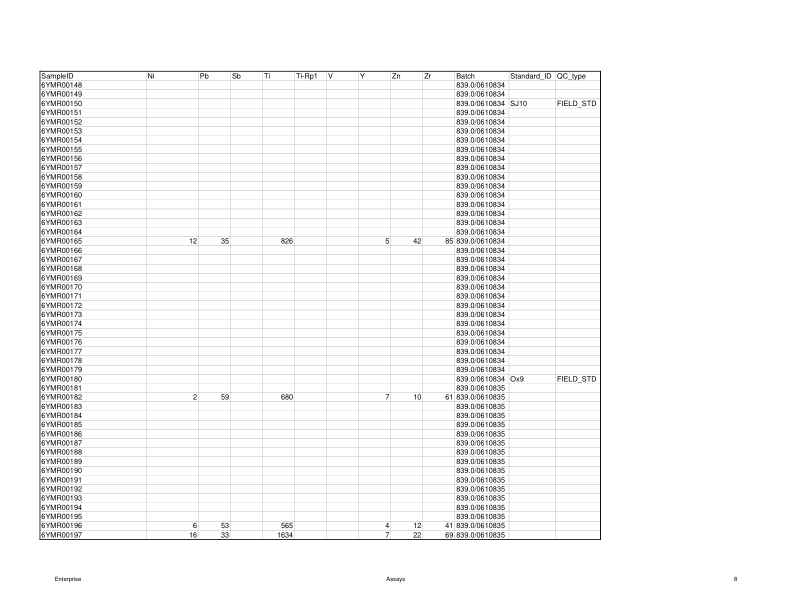 SampleID Ni Pb Sb Ti Ti-Rp1 V Y Zn Zr Batch Standard_ID QC_type
6YMR00148 839.0/0610834
6YMR00149 839.0/0610834
6YMR00150 839.0/0610834 SJ10 FIELD_STD
6YMR00151 839.0/0610834
6YMR00152 839.0/0610834
6YMR00153 839.0/0610834
6YMR00154 839.0/0610834
6YMR00155 839.0/0610834
6YMR00156 839.0/0610834
6YMR00157 839.0/0610834
6YMR00158 839.0/0610834
6YMR00159 839.0/0610834
6YMR00160 839.0/0610834
6YMR00161 839.0/0610834
6YMR00162 839.0/0610834
6YMR00163 839.0/0610834
6YMR00164 839.0/0610834
6YMR00165 12 35 826 5 42 85 839.0/0610834
6YMR00166 839.0/0610834
6YMR00167 839.0/0610834
6YMR00168 839.0/0610834
6YMR00169 839.0/0610834
6YMR00170 839.0/0610834
6YMR00171 839.0/0610834
6YMR00172 839.0/0610834
6YMR00173 839.0/0610834
6YMR00174 839.0/0610834
6YMR00175 839.0/0610834
6YMR00176 839.0/0610834
6YMR00177 839.0/0610834
6YMR00178 839.0/0610834
6YMR00179 839.0/0610834
6YMR00180 839.0/0610834 Ox9 FIELD_STD
6YMR00181 839.0/0610835
6YMR00182 2 59 680 7 10 61 839.0/0610835
6YMR00183 839.0/0610835
6YMR00184 839.0/0610835
6YMR00185 839.0/0610835
6YMR00186 839.0/0610835
6YMR00187 839.0/0610835
6YMR00188 839.0/0610835
6YMR00189 839.0/0610835
6YMR00190 839.0/0610835
6YMR00191 839.0/0610835
6YMR00192 839.0/0610835
6YMR00193 839.0/0610835
6YMR00194 839.0/0610835
6YMR00195 839.0/0610835
6YMR00196 6 53 565 4 12 41 839.0/0610835
6YMR00197 16 33 1634 7 22 69 839.0/0610835
Enterprise Assays 8